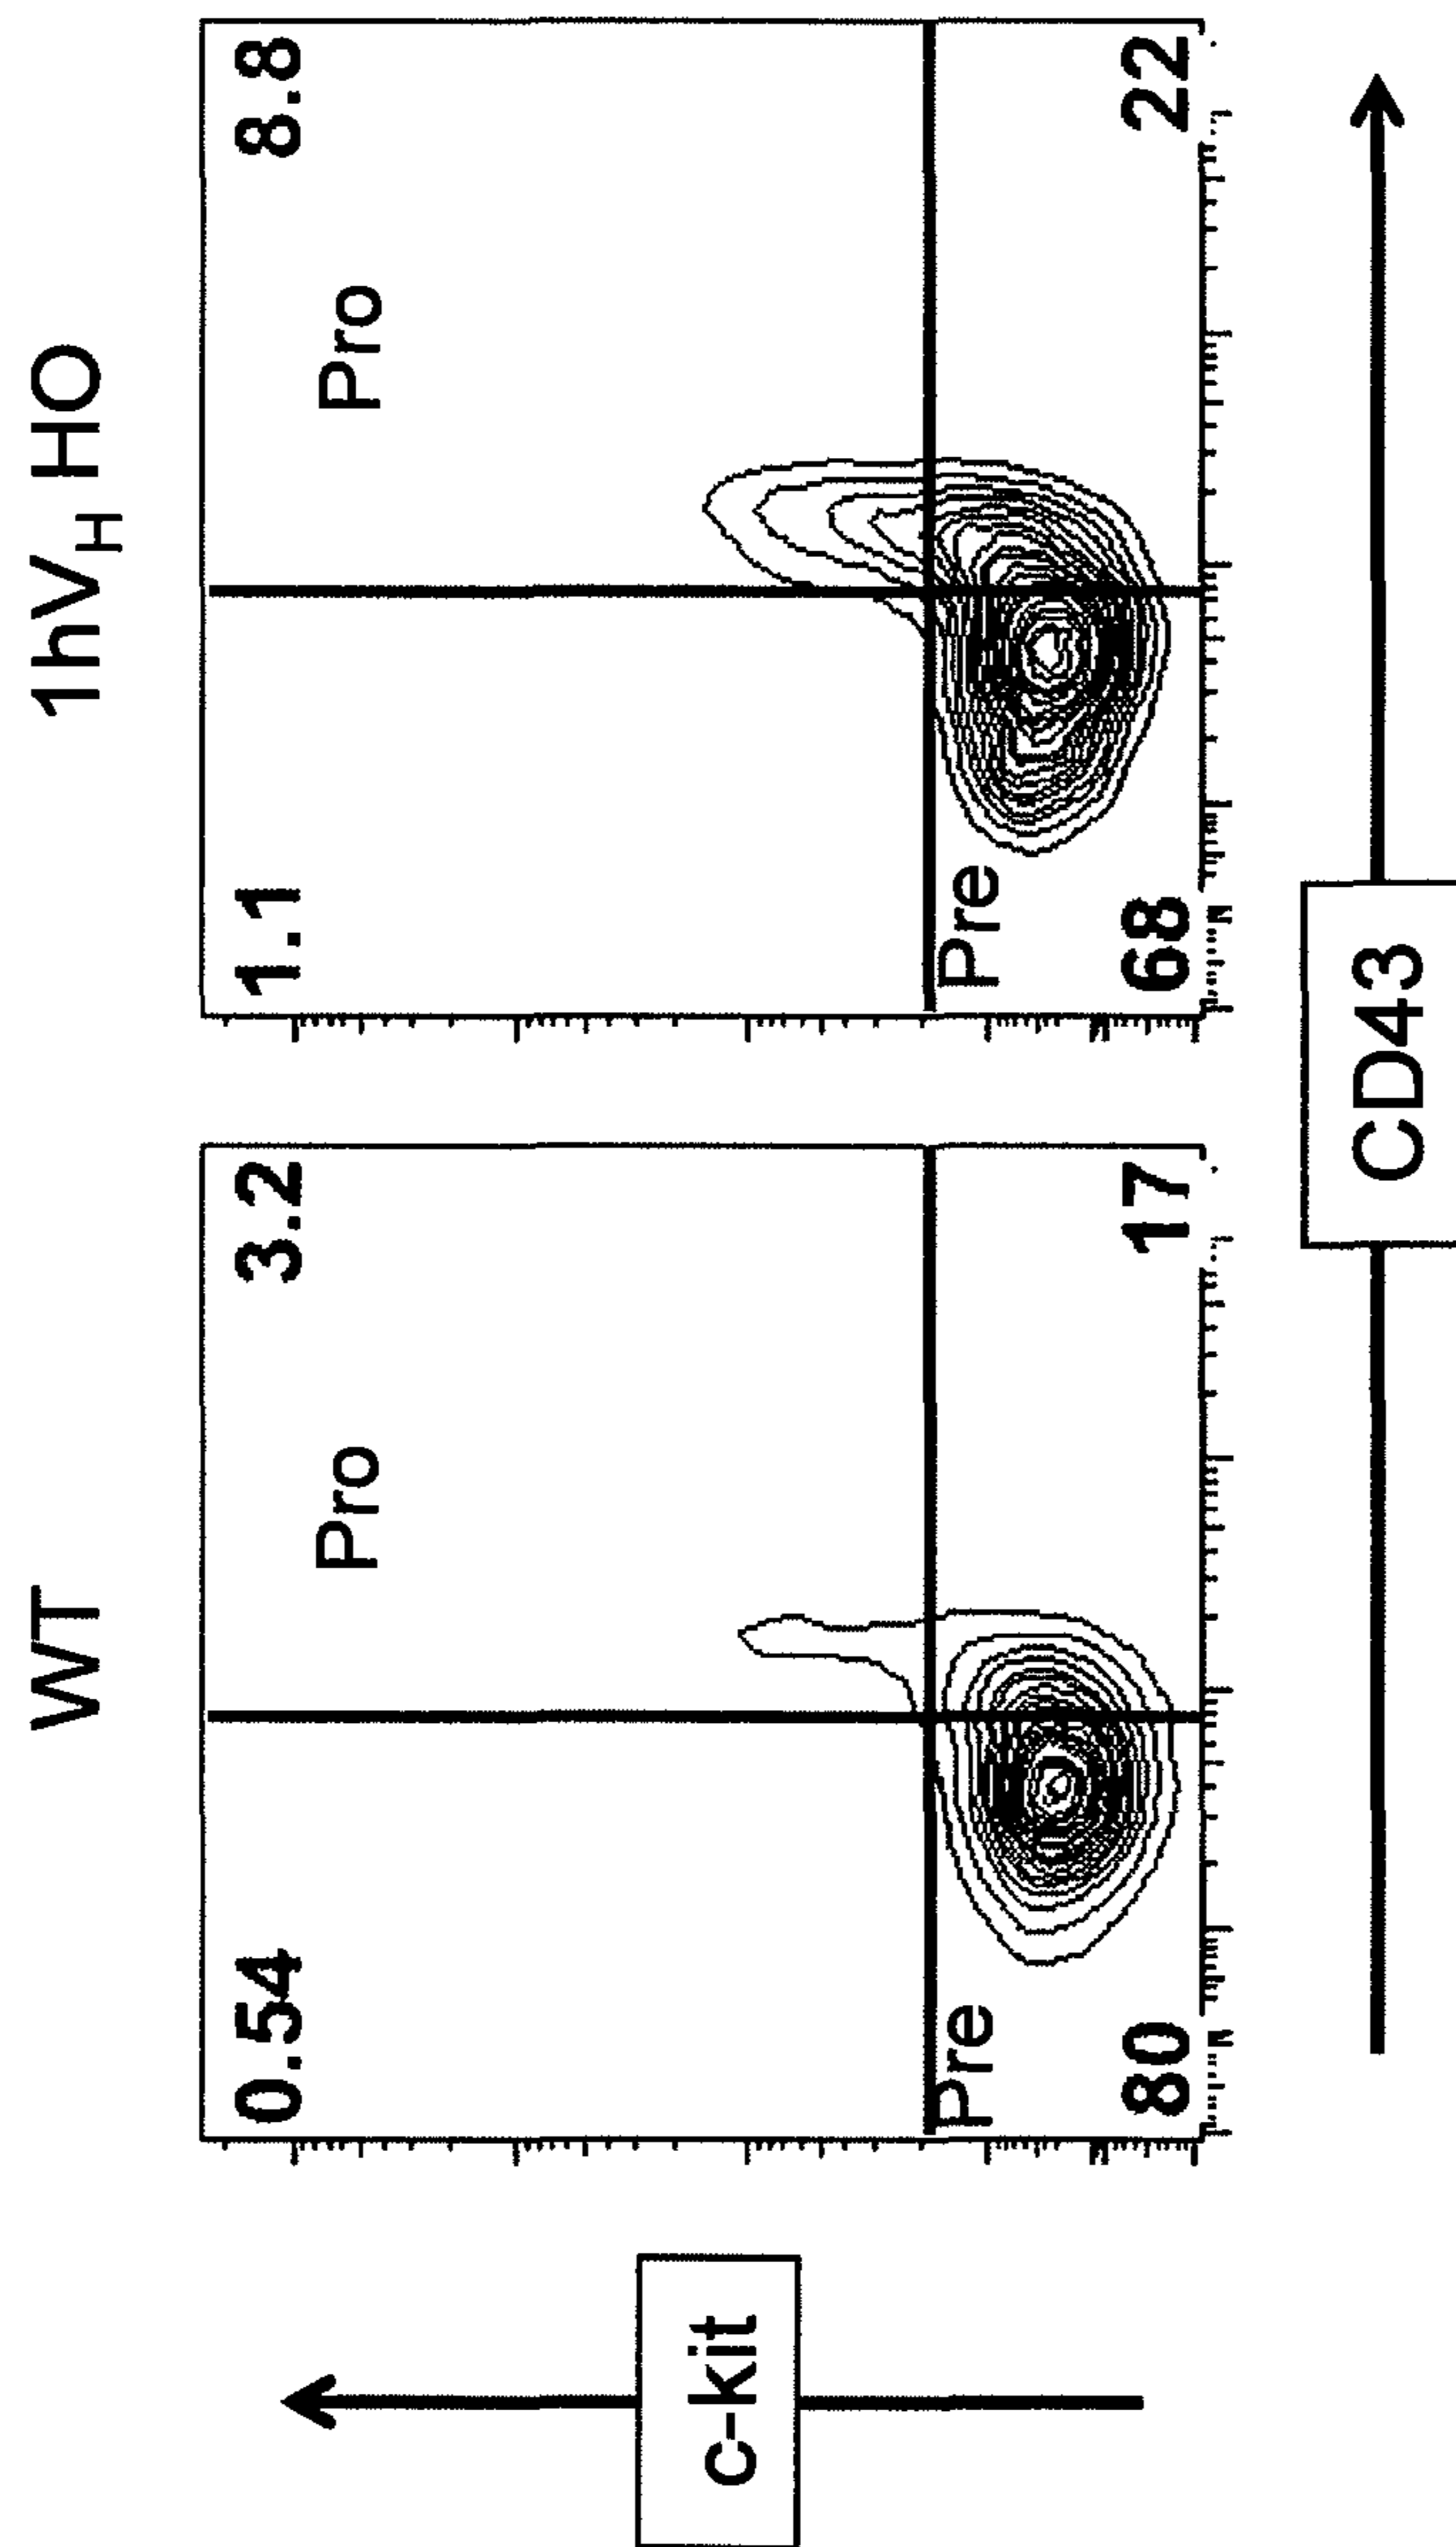 WT
1hV_H HO
0.54
3.2
Pro
Pre
80
17
1.1
8.8
Pro
Pre
68
22
c-kit
CD43